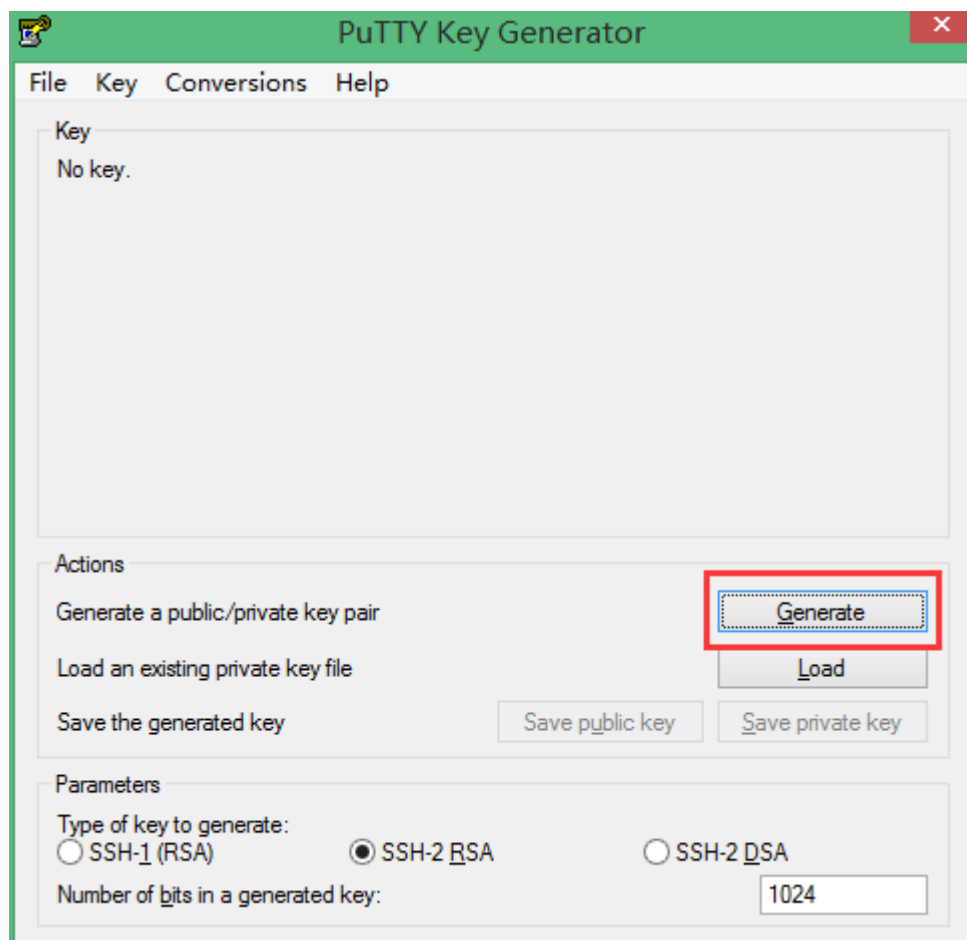 PuTTY Key Generator
File Key Conversions Help
Key
No key.
Actions
Generate a public/private key pair Generate
Load an existing private key file Load
Save the generated key Save public key Save private key
Parameters
Type of key to generate:
SSH-1 (RSA) SSH-2 RSA SSH-2 DSA
Number of bits in a generated key: 1024